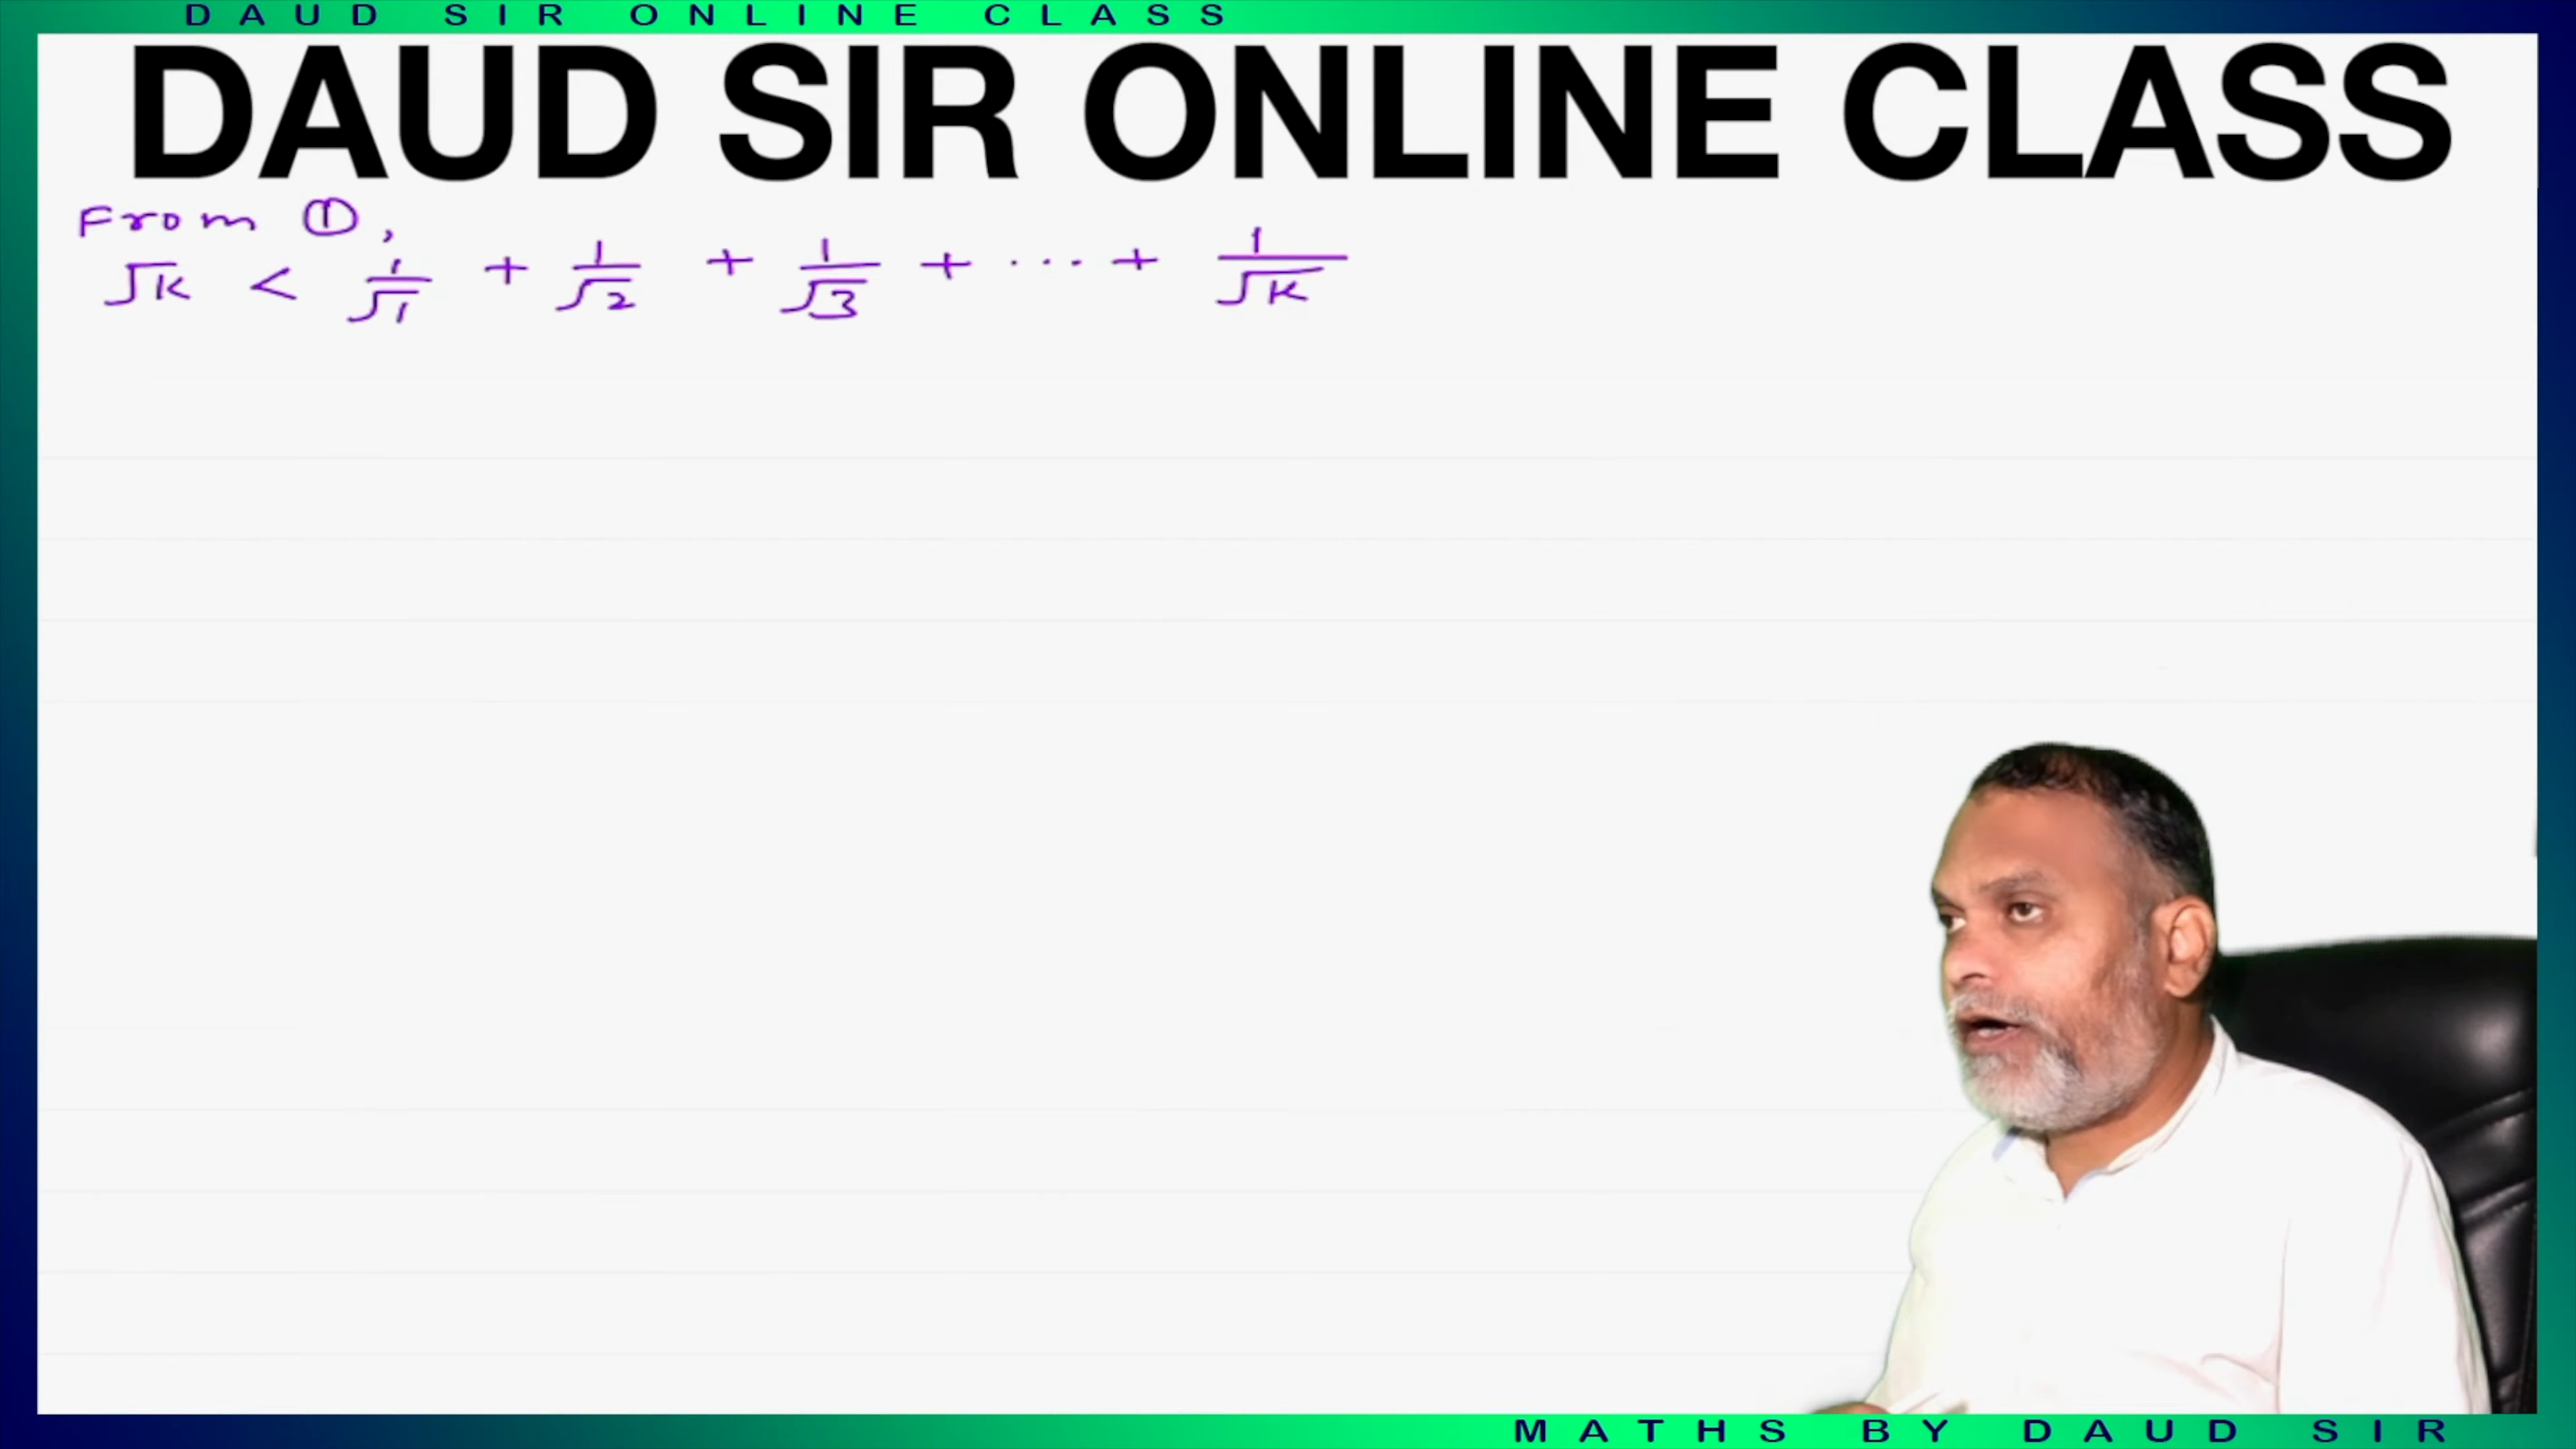 DAUD SIR ONLINE CLASS
DAUD SIR ONLINE CLASS
From ①,
√k < 1/√1 + 1/√2 + 1/√3 + ... + 1/√k
MATHS BY DAUD SIR